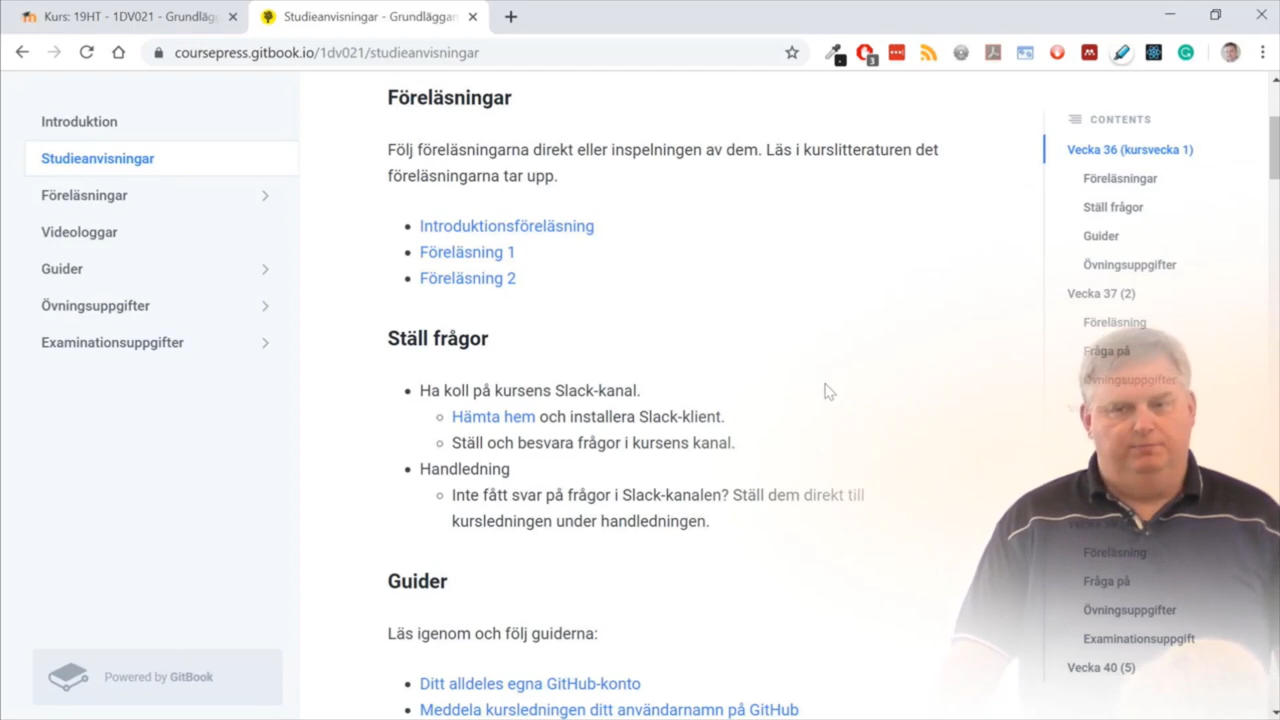 Kurs: 19HT - 1DV021 - Grundläg
Studieanvisningar - Grundläggan
coursepress.gitbook.io/1dv021/studieanvisningar
3
Introduktion
Studieanvisningar
Föreläsningar
Videologgar
Guider
Övningsuppgifter
Examinationsuppgifter
Powered by GitBook
Föreläsningar
Följ föreläsningarna direkt eller inspelningen av dem. Läs i kurslitteraturen det
föreläsningarna tar upp.
Introduktionsföreläsning
Föreläsning 1
Föreläsning 2
Ställ frågor
Ha koll på kursens Slack-kanal.
Hämta hem och installera Slack-klient.
Ställ och besvara frågor i kursens kanal.
Handledning
Inte fått svar på frågor i Slack-kanalen? Ställ dem direkt till
kursledningen under handledningen.
Guider
Läs igenom och följ guiderna:
Ditt alldeles egna GitHub-konto
Meddela kursledningen ditt användarnamn på GitHub
CONTENTS
Vecka 36 (kursvecka 1)
Föreläsningar
Ställ frågor
Guider
Övningsuppgifter
Vecka 37 (2)
Föreläsning
Fråga på
Övningsuppgifter
Föreläsning
Fråga på
Övningsuppgifter
Examinationsuppgift
Vecka 40 (5)